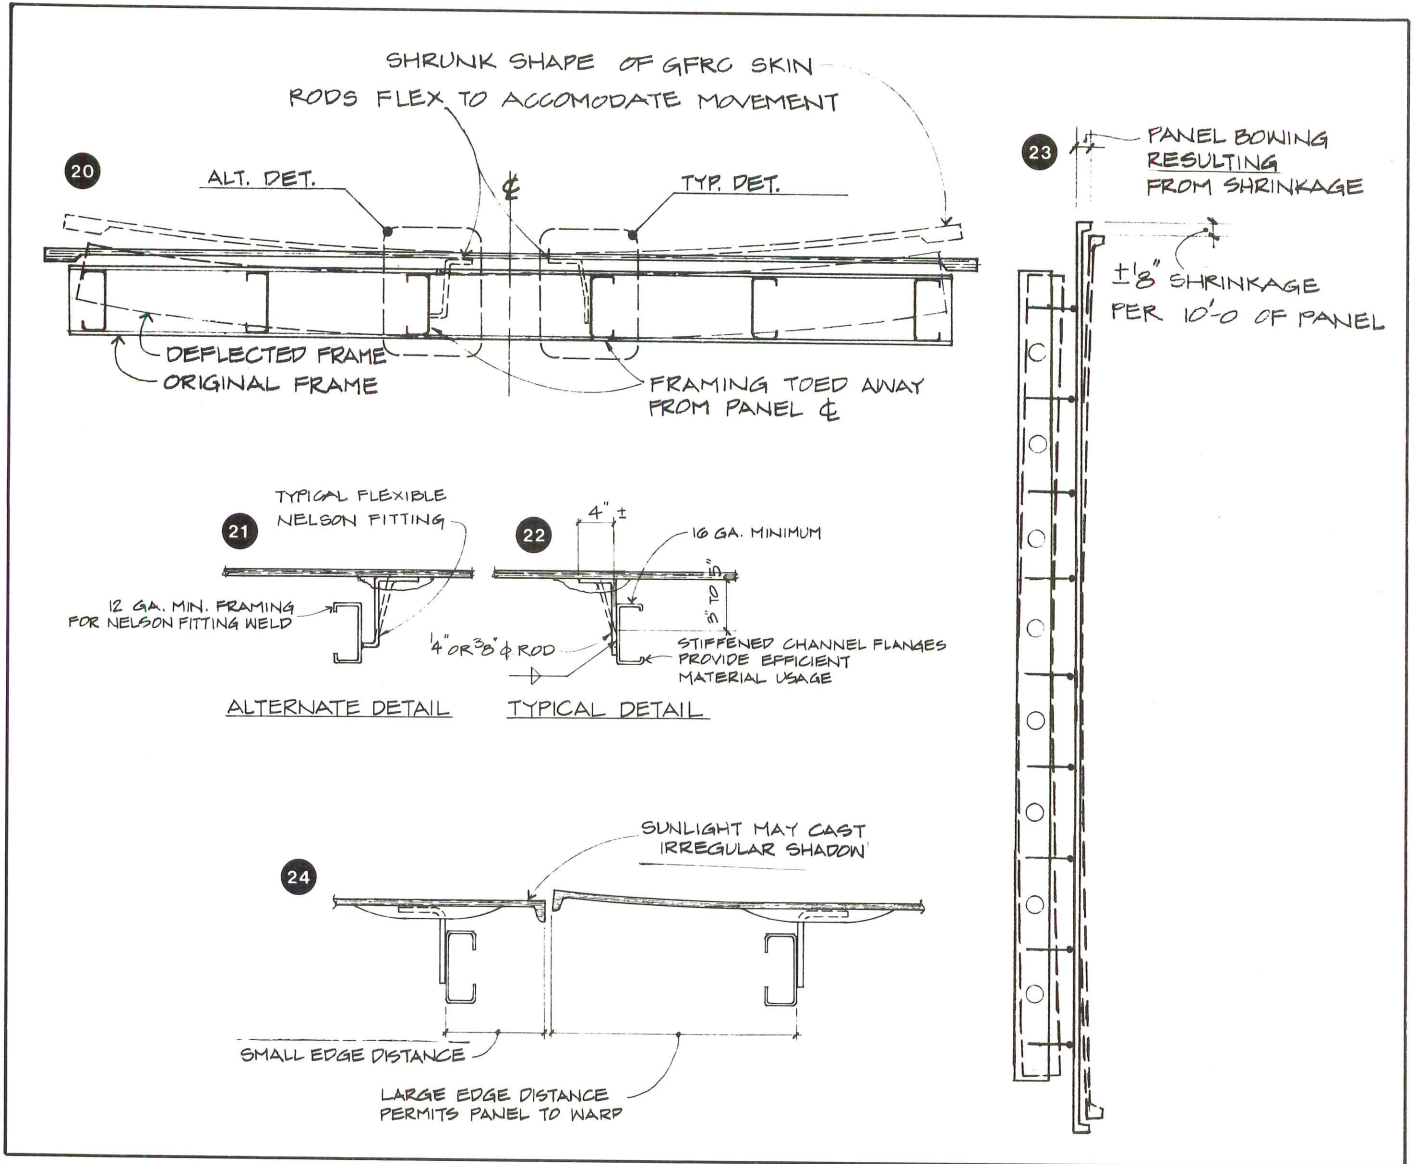 SHRUNK SHAPE OF GFRC SKIN
RODS FLEX TO ACCOMODATE MOVEMENT
20
ALT. DET.
℄
TYP. DET.
DEFLECTED FRAME
ORIGINAL FRAME
FRAMING TOED AWAY
FROM PANEL ℄
23
PANEL BOWING
RESULTING
FROM SHRINKAGE
±1/8" SHRINKAGE
PER 10'-0 OF PANEL
21
TYPICAL FLEXIBLE
NELSON FITTING
12 GA. MIN. FRAMING
FOR NELSON FITTING WELD
ALTERNATE DETAIL
22
4" ±
16 GA. MINIMUM
3" TO 5"
1/4" OR 3/8" ϕ ROD
STIFFENED CHANNEL FLANGES
PROVIDE EFFICIENT
MATERIAL USAGE
TYPICAL DETAIL
24
SUNLIGHT MAY CAST
IRREGULAR SHADOW
SMALL EDGE DISTANCE
LARGE EDGE DISTANCE
PERMITS PANEL TO WARP